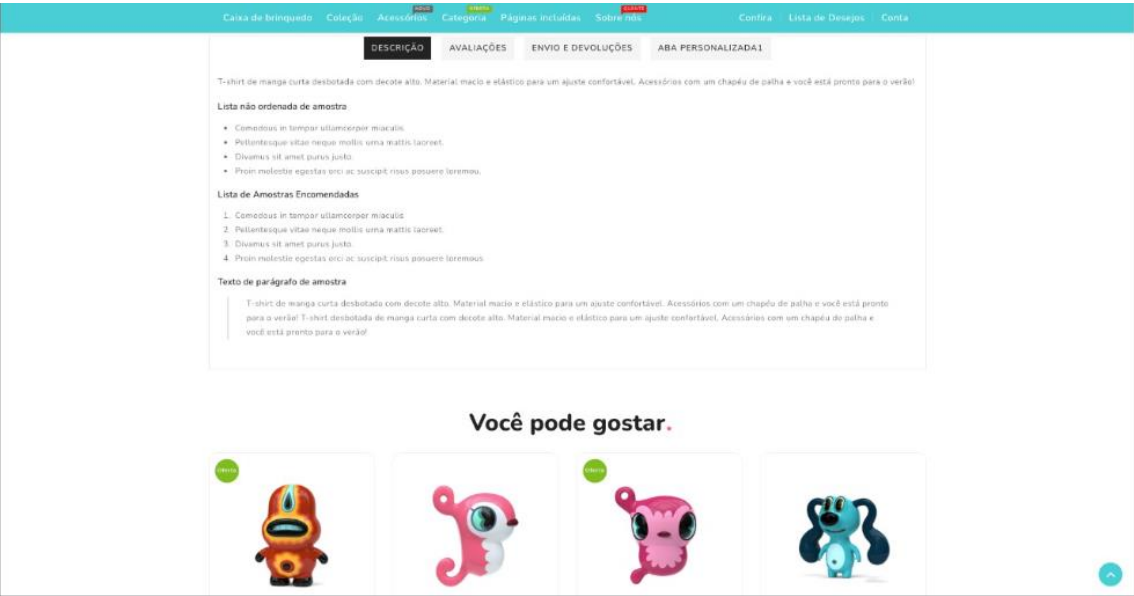 NOVO OFERTA QUENTE
Caixa de brinquedo Coleção Acessórios Categoria Páginas incluídas Sobre nós Confira Lista de Desejos Conta
DESCRIÇÃO AVALIAÇÕES ENVIO E DEVOLUÇÕES ABA PERSONALIZADA1
T-shirt de manga curta desbotada com decote alto. Material macio e elástico para um ajuste confortável. Acessórios com um chapéu de palha e você está pronto para o verão!
Lista não ordenada de amostra
• Comodous in tempor ullamcorper miaculis.
• Pellentesque vitae neque mollis urna mattis laoreet.
• Divamus sit amet purus justo.
• Proin molestie egestas orci ac suscipit risus posuere loremou.
Lista de Amostras Encomendadas
1. Comodous in tempor ullamcorper miaculis
2. Pellentesque vitae neque mollis urna mattis laoreet.
3. Divamus sit amet purus justo.
4. Proin molestie egestas orci ac suscipit risus posuere loremous
Texto de parágrafo de amostra
T-shirt de manga curta desbotada com decote alto. Material macio e elástico para um ajuste confortável. Acessórios com um chapéu de palha e você está pronto
para o verão! T-shirt desbotada de manga curta com decote alto. Material macio e elástico para um ajuste confortável. Acessórios com um chapéu de palha e
você está pronto para o verão!
Você pode gostar.
Oferta Oferta